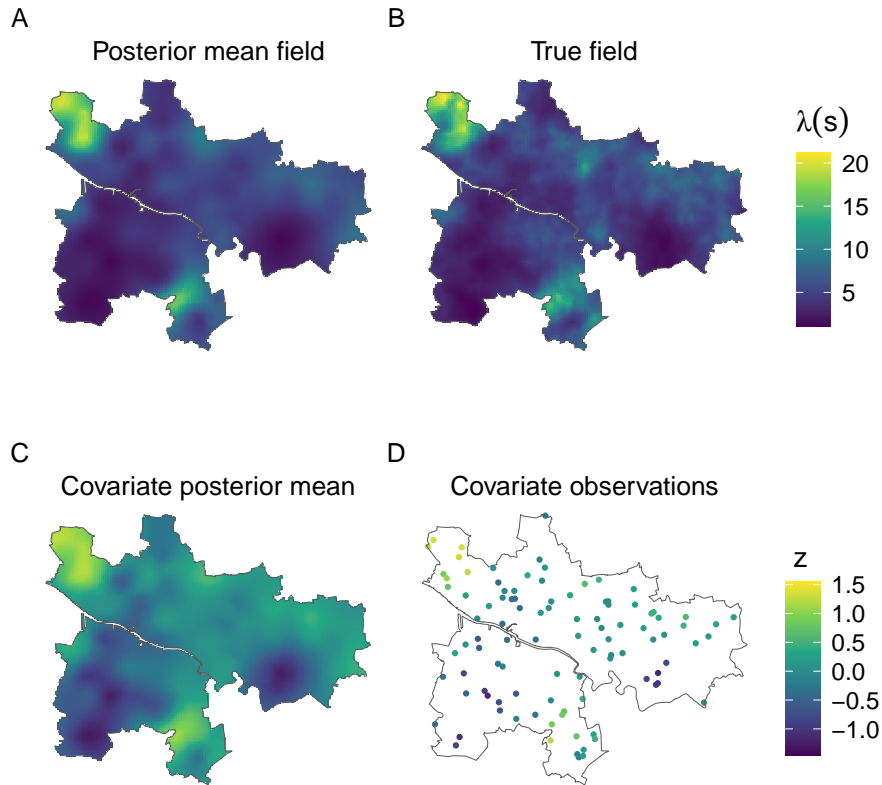 A
B
Posterior mean field
True field
λ(s)
20
15
10
5
C
D
Covariate posterior mean
Covariate observations
z
1.5
1.0
0.5
0.0
−0.5
−1.0